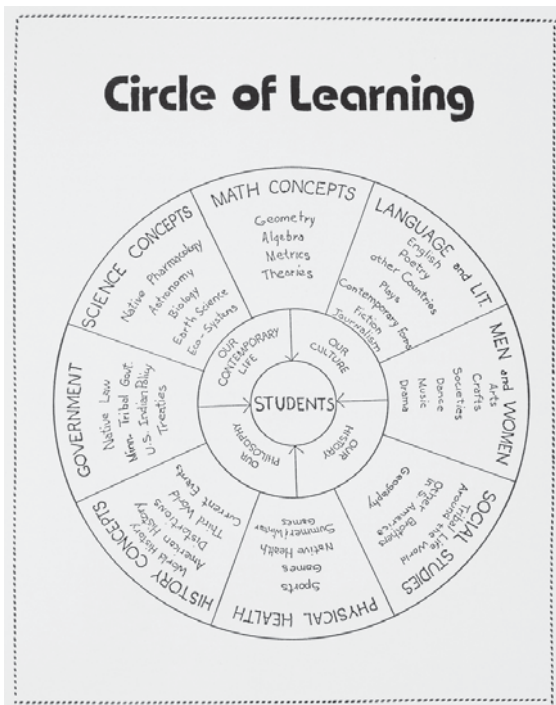 Circle of Learning
MATH CONCEPTS
Geometry
Algebra
Metrics
Theories
LANGUAGE and LIT.
English
Poetry
other Countries
Plays
Contemporary forms
Fiction
Journalism
MEN and WOMEN
Arts
Crafts
Societies
Dance
Music
Drama
SOCIAL STUDIES
Tribal Life
Around the World
Other Brothers
in S. America
Geography
PHYSICAL HEALTH
Sports
Games
Native Health
Summer/Winter
Games
HISTORY CONCEPTS
World History
American History
Distortions
Third World
Current Events
GOVERNMENT
Native Law
Minn. Tribal Govt.
U.S. Indian Policy
Treaties
SCIENCE CONCEPTS
Native Pharmacology
Astronomy
Biology
Earth Science
Eco-Systems
OUR CULTURE
OUR HISTORY
OUR PHILOSOPHY
OUR CONTEMPORARY LIFE
STUDENTS